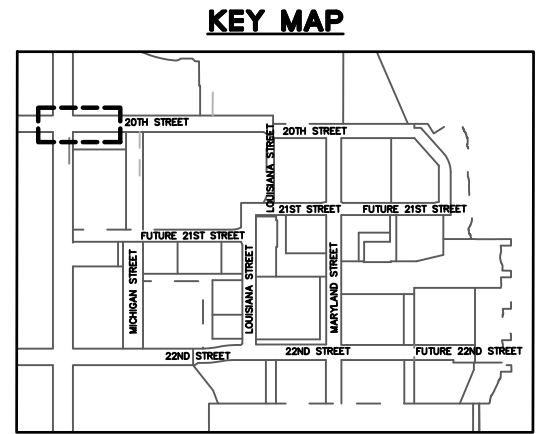 KEY MAP
20TH STREET
20TH STREET
LOUISIANA STREET
21ST STREET
FUTURE 21ST STREET
FUTURE 21ST STREET
MICHIGAN STREET
LOUISIANA STREET
MARYLAND STREET
22ND STREET
22ND STREET
FUTURE 22ND STREET